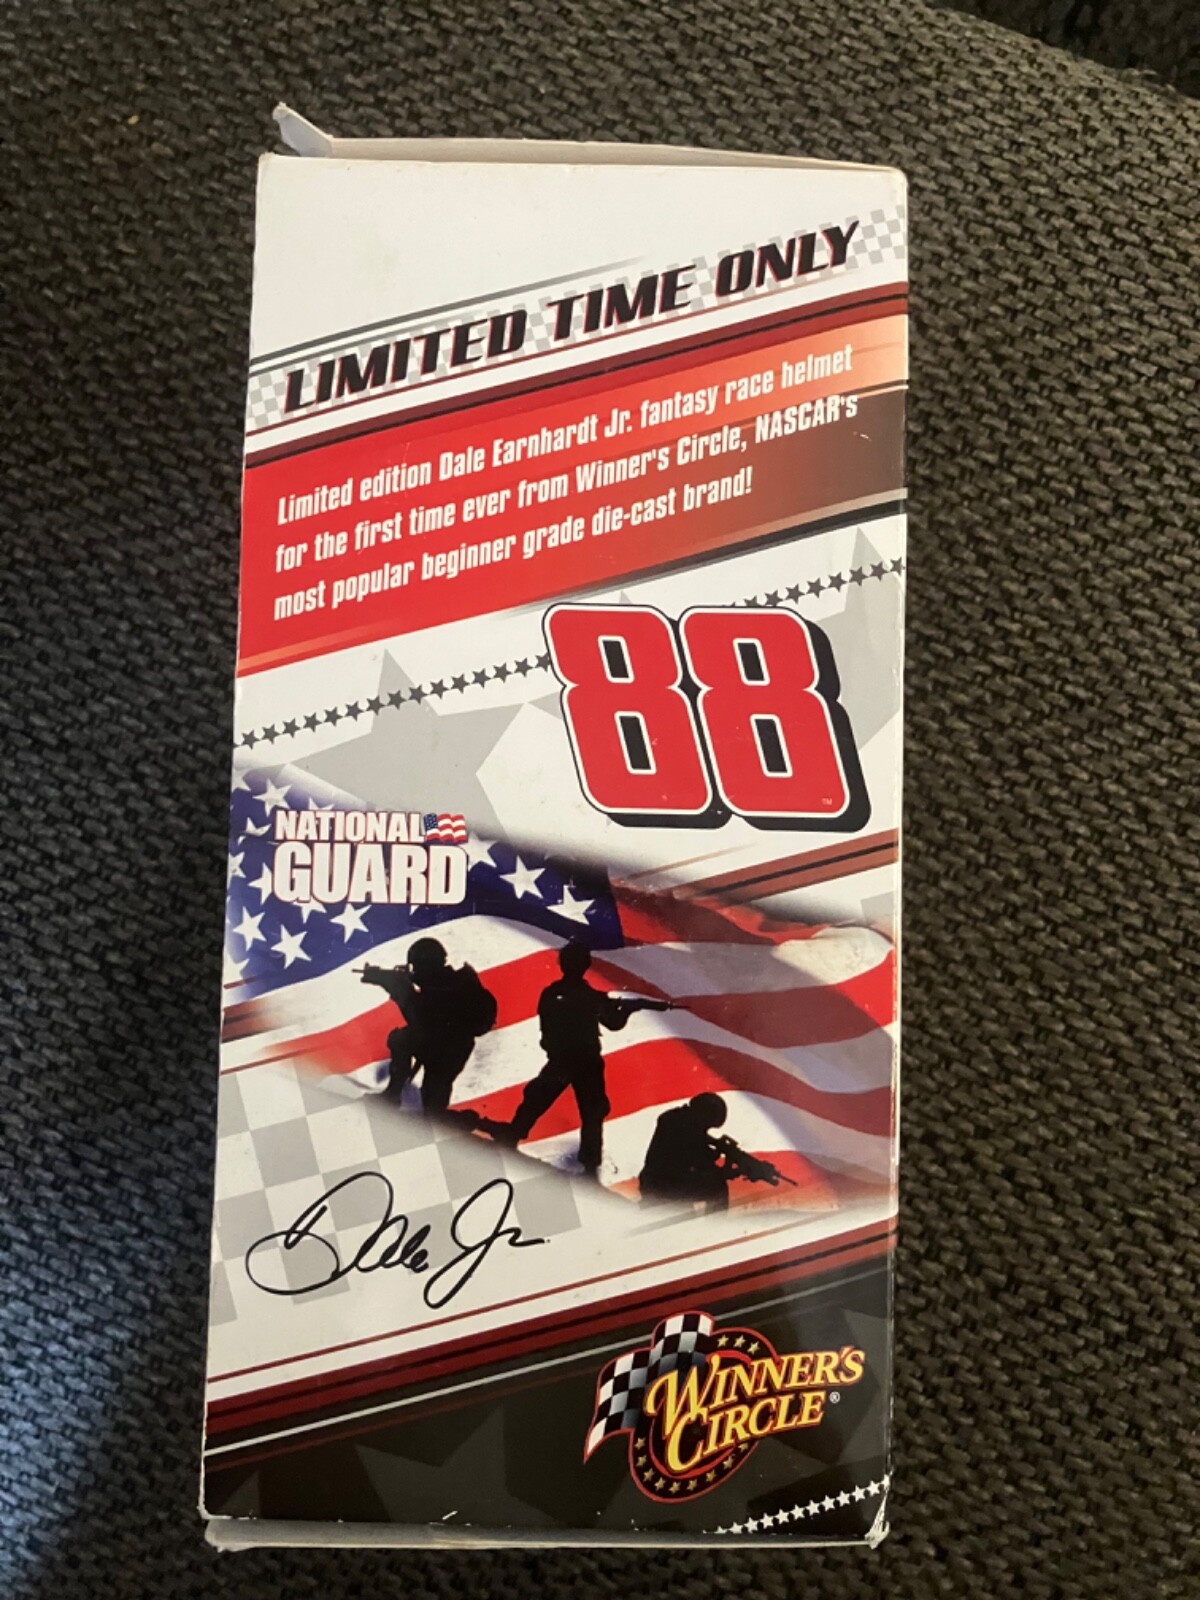 LIMITED TIME ONLY
Limited edition Dale Earnhardt Jr. fantasy race helmet
for the first time ever from Winner's Circle, NASCAR's
most popular beginner grade die-cast brand!
88
TM
NATIONAL
GUARD
Dale Jr.
WINNER'S
CIRCLE®